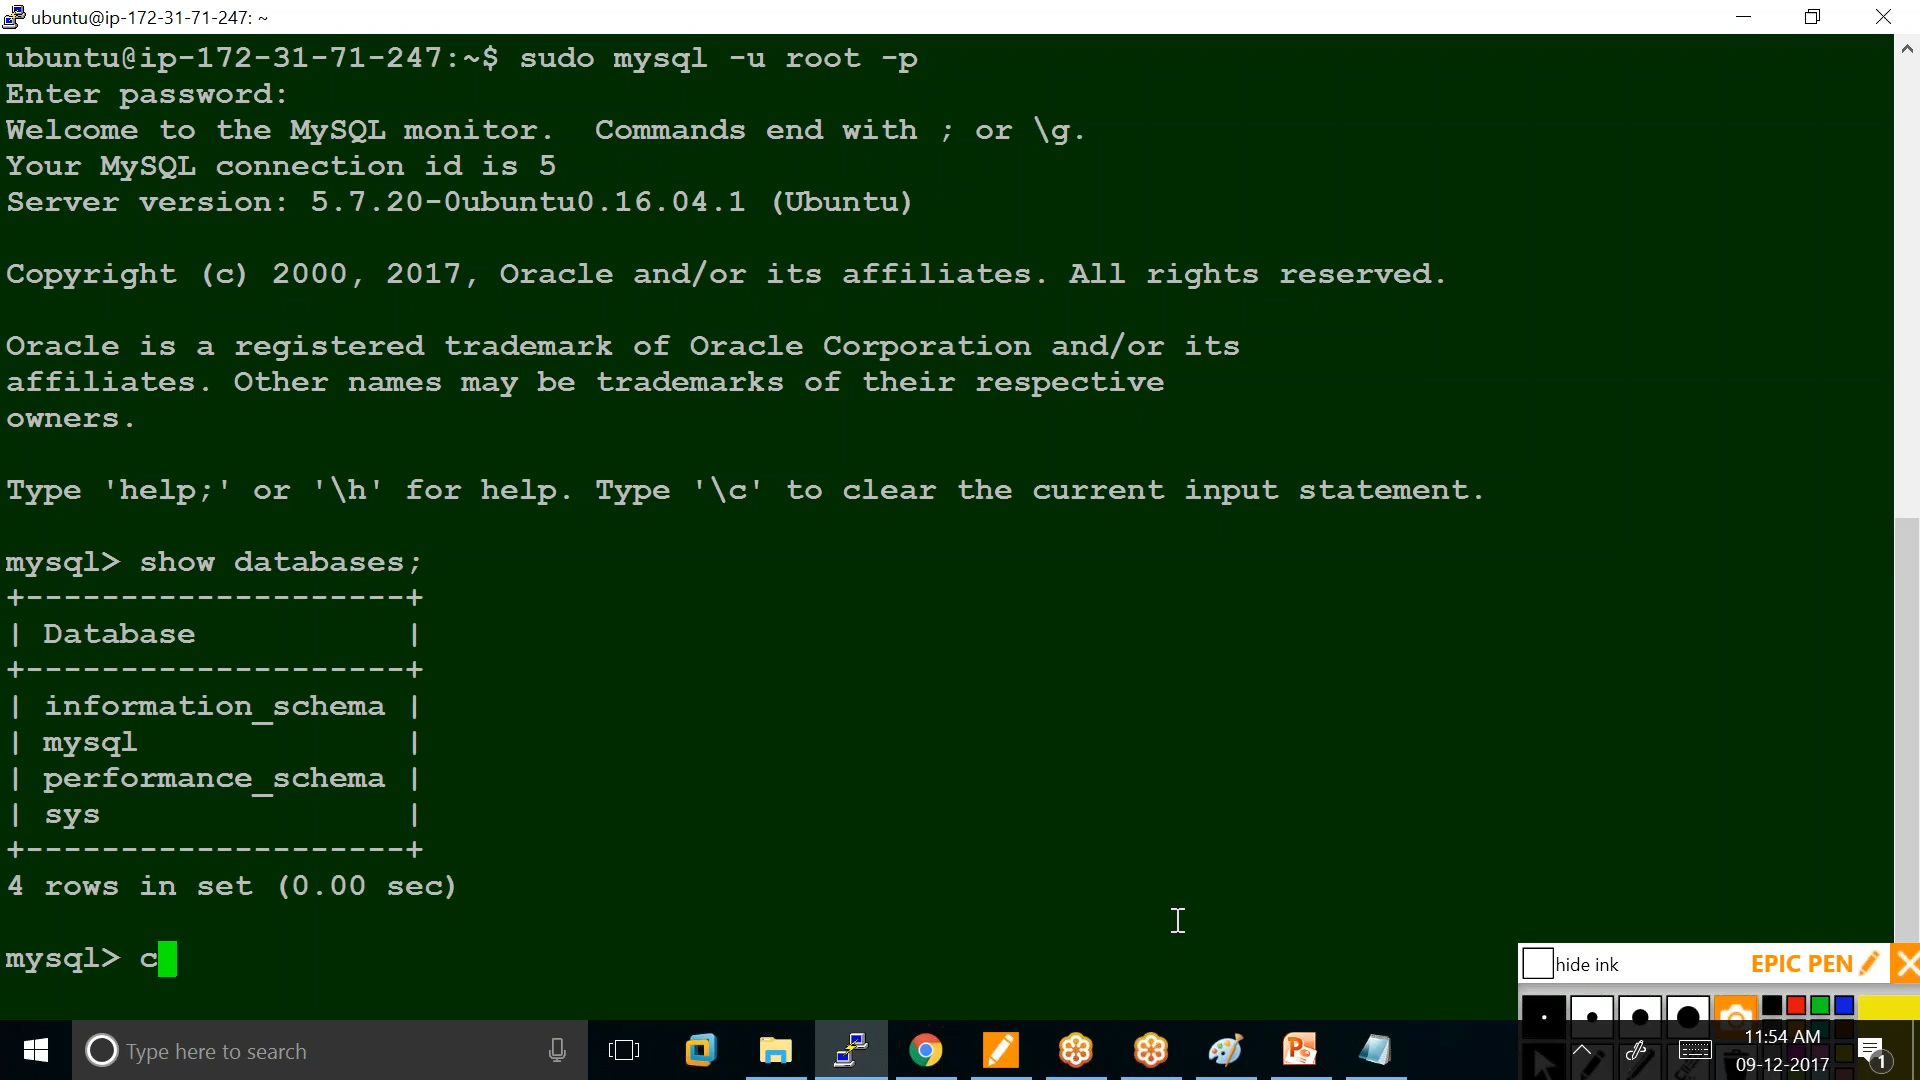 ubuntu@ip-172-31-71-247: ~
ubuntu@ip-172-31-71-247:~$ sudo mysql -u root -p
Enter password:
Welcome to the MySQL monitor.  Commands end with ; or \g.
Your MySQL connection id is 5
Server version: 5.7.20-0ubuntu0.16.04.1 (Ubuntu)
Copyright (c) 2000, 2017, Oracle and/or its affiliates. All rights reserved.
Oracle is a registered trademark of Oracle Corporation and/or its
affiliates. Other names may be trademarks of their respective
owners.
Type 'help;' or '\h' for help. Type '\c' to clear the current input statement.
mysql> show databases;
+--------------------+
| Database           |
+--------------------+
| information_schema |
| mysql              |
| performance_schema |
| sys                |
+--------------------+
4 rows in set (0.00 sec)
mysql> c
hide ink EPIC PEN
Type here to search
11:54 AM
09-12-2017
1